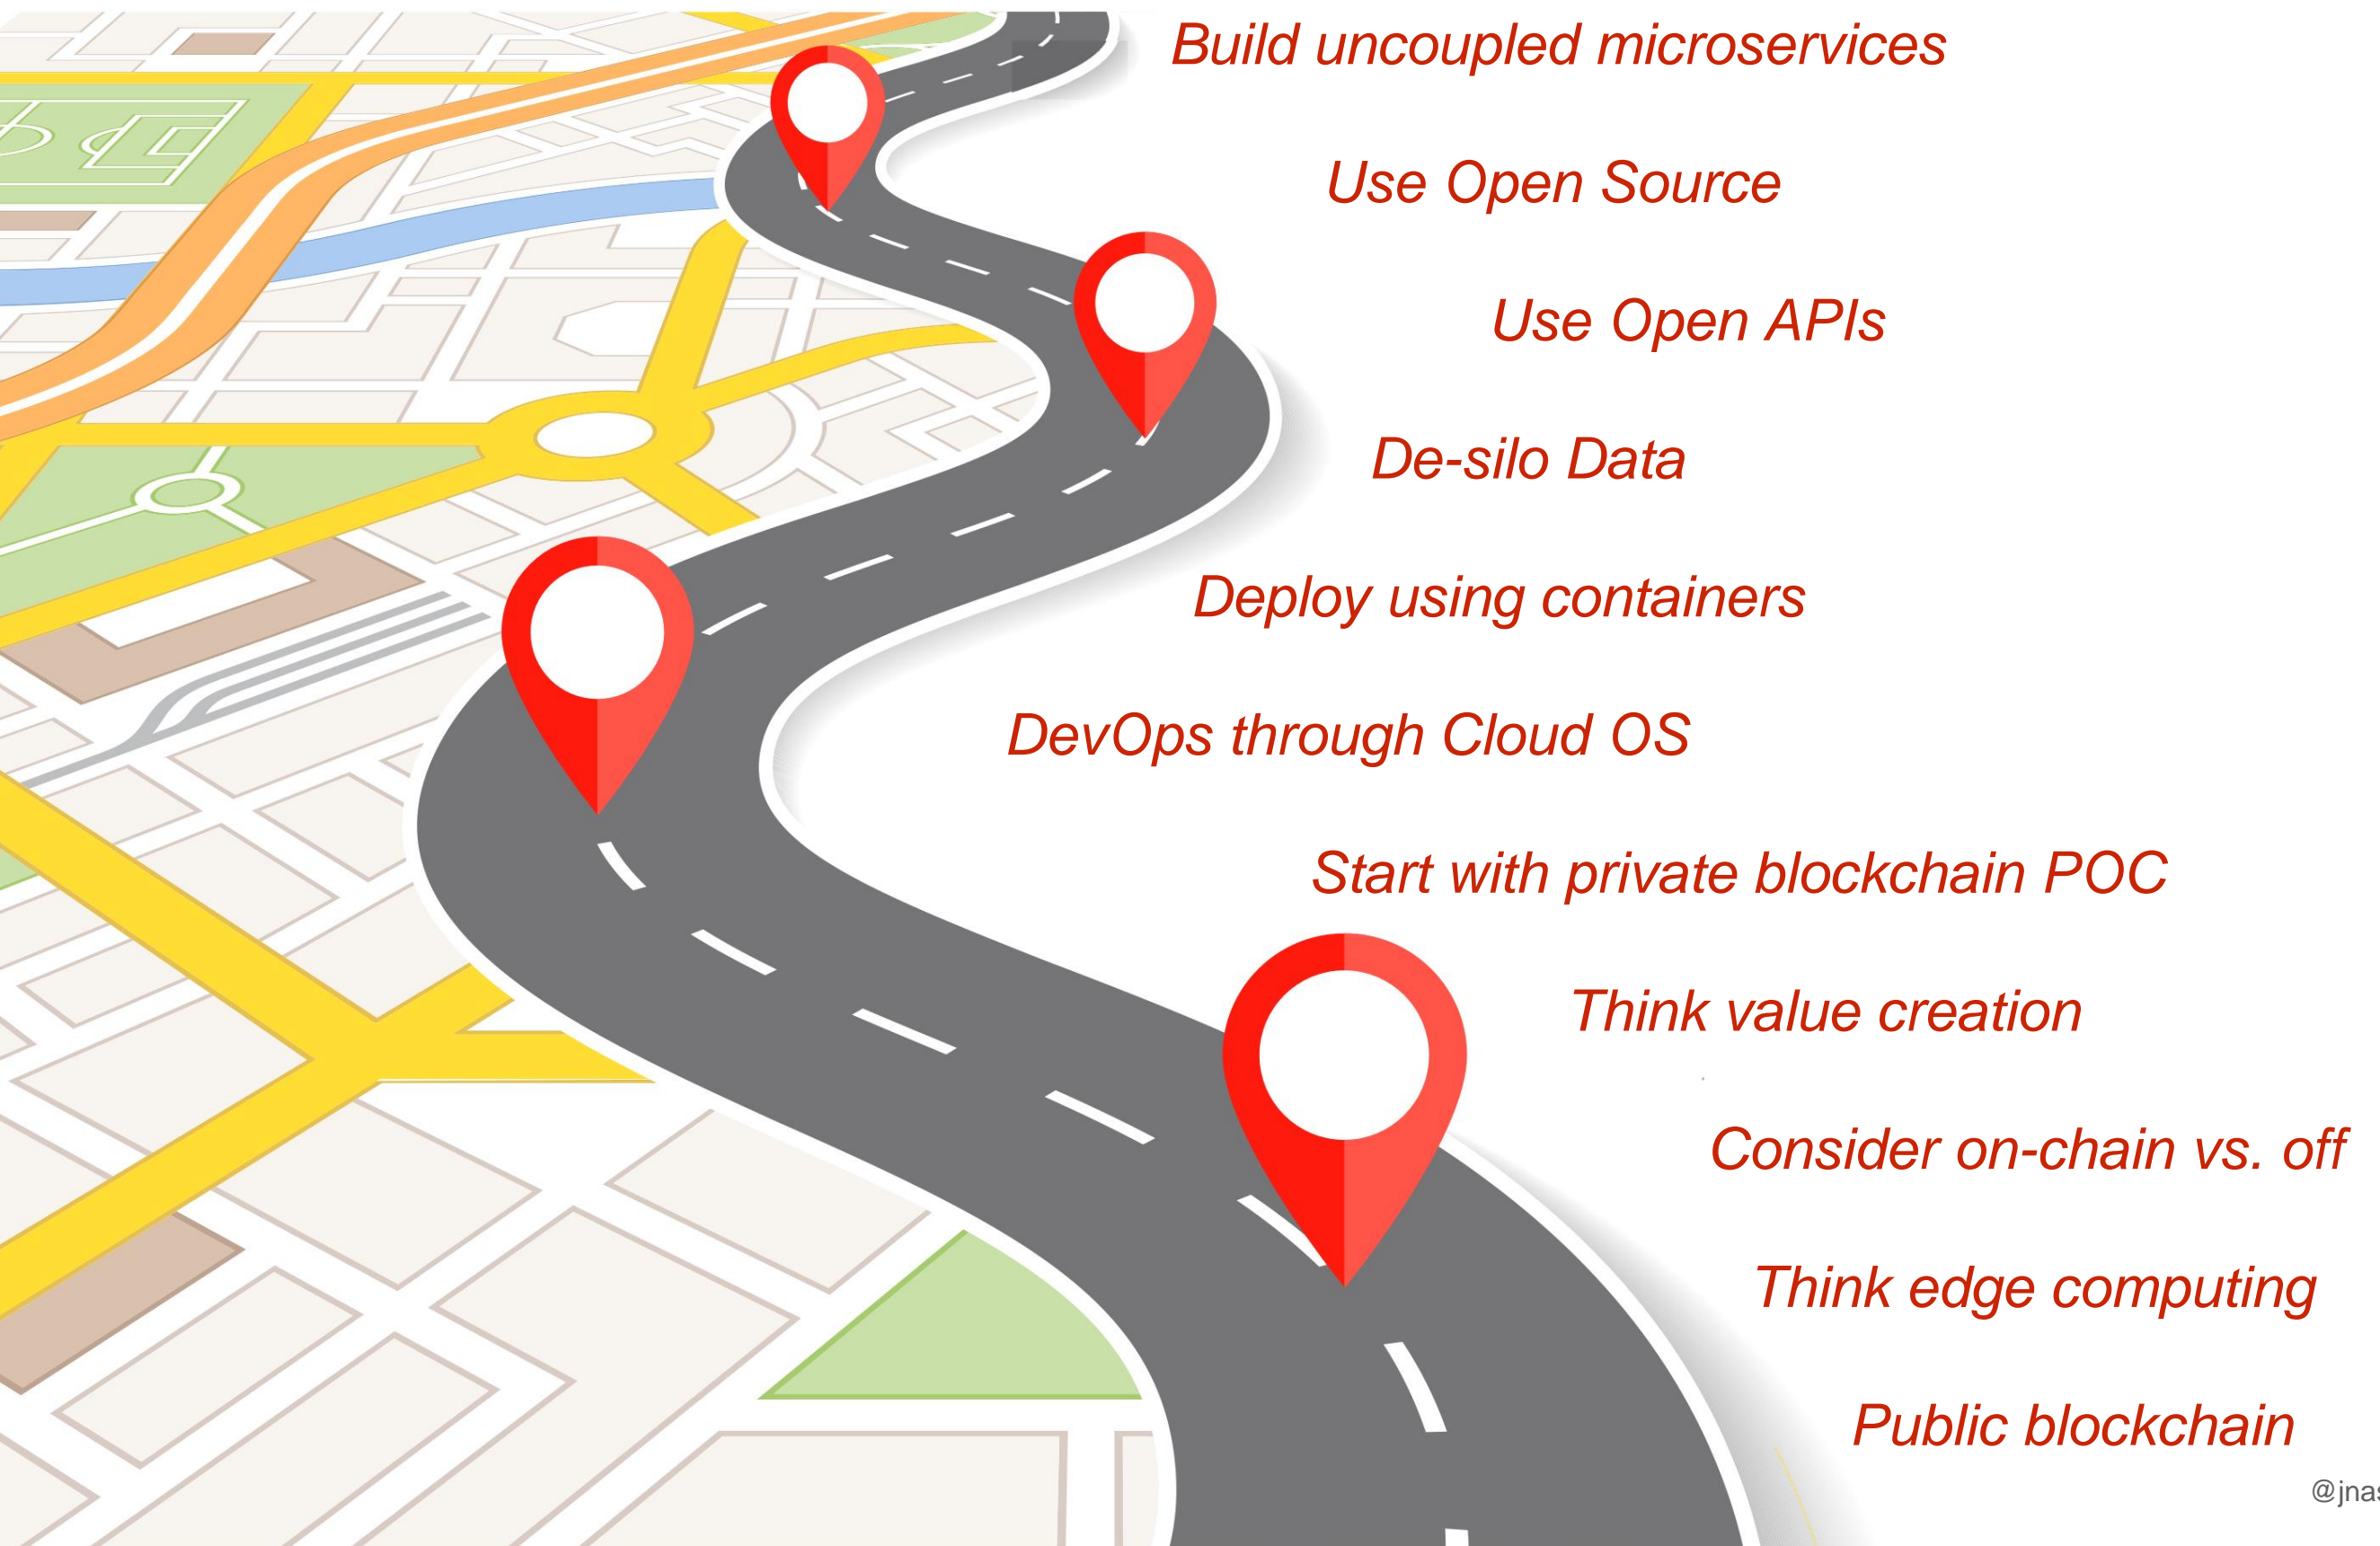 Build uncoupled microservices
Use Open Source
Use Open APIs
De-silo Data
Deploy using containers
DevOps through Cloud OS
Start with private blockchain POC
Think value creation
Consider on-chain vs. off
Think edge computing
Public blockchain